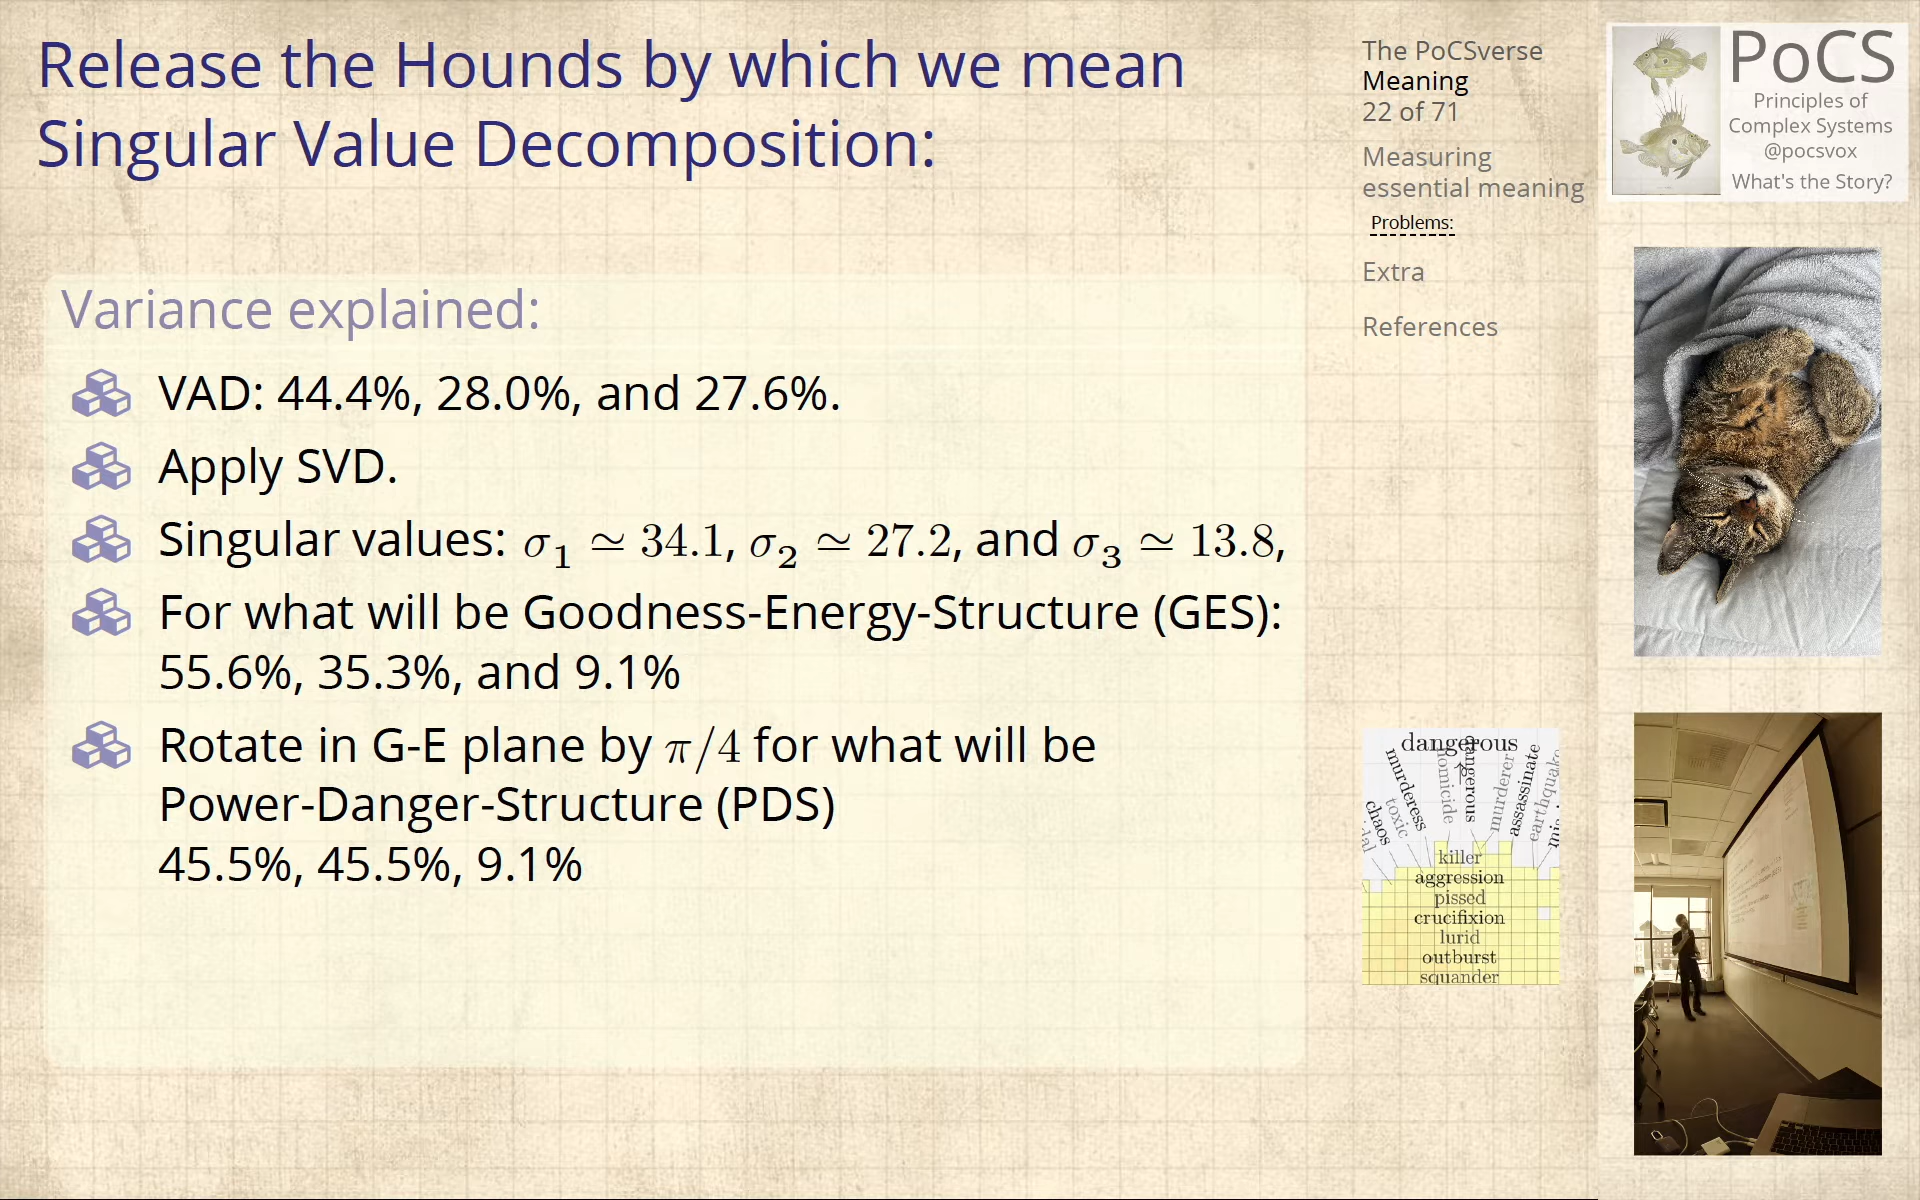 Release the Hounds by which we mean
Singular Value Decomposition:
Variance explained:
VAD: 44.4%, 28.0%, and 27.6%.
Apply SVD.
Singular values: σ₁ ≃ 34.1, σ₂ ≃ 27.2, and σ₃ ≃ 13.8,
For what will be Goodness-Energy-Structure (GES):
55.6%, 35.3%, and 9.1%
Rotate in G-E plane by π/4 for what will be
Power-Danger-Structure (PDS)
45.5%, 45.5%, 9.1%
The PoCSverse
Meaning
22 of 71
Measuring
essential meaning
Problems:
Extra
References
dangerous
chaos
toxic
murderess
homicide
dangerous
murderer
assassinate
killer
aggression
pissed
crucifixion
lurid
outburst
squander
PoCS
Principles of
Complex Systems
@pocsvox
What's the Story?